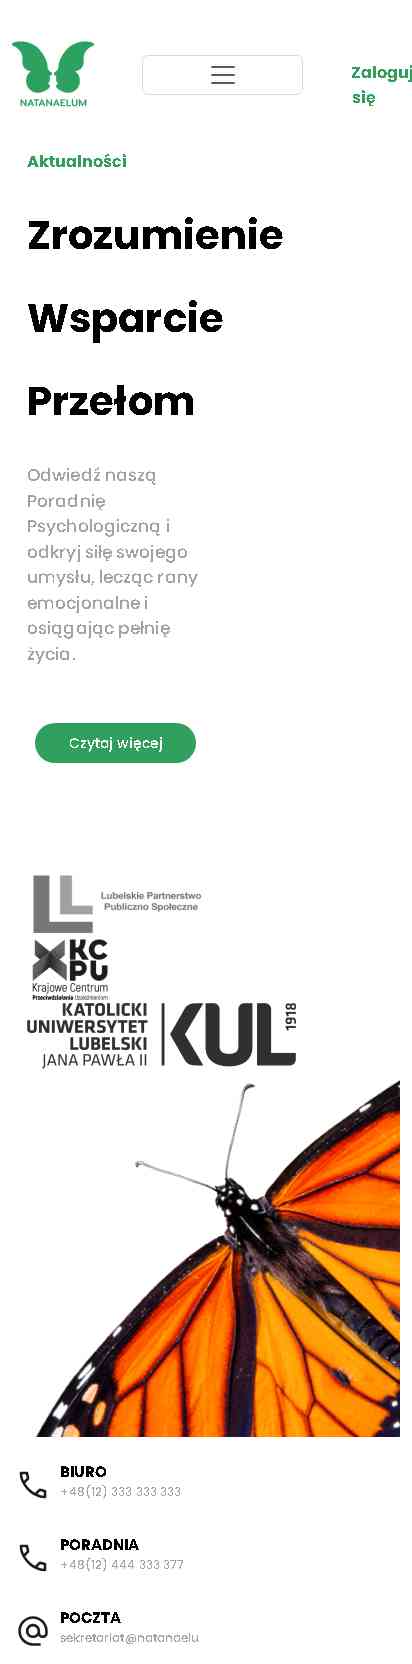 NATANAELUM
Zaloguj
się
Aktualności
Zrozumienie
Wsparcie
Przełom
Odwiedź naszą
Poradnię
Psychologiczną i
odkryj siłę swojego
umysłu, lecząc rany
emocjonalne i
osiągając pełnię
życia.
Czytaj więcej
Lubelskie Partnerstwo
Publiczno Społeczne
KC
PU
Krajowe Centrum
Przeciwdziałania Uzależnieniom
KATOLICKI
UNIWERSYTET
LUBELSKI
JANA PAWŁA II
KUL
1918
BIURO
+48(12) 333 333 333
PORADNIA
+48(12) 444 333 377
POCZTA
sekretariat@natanaelu